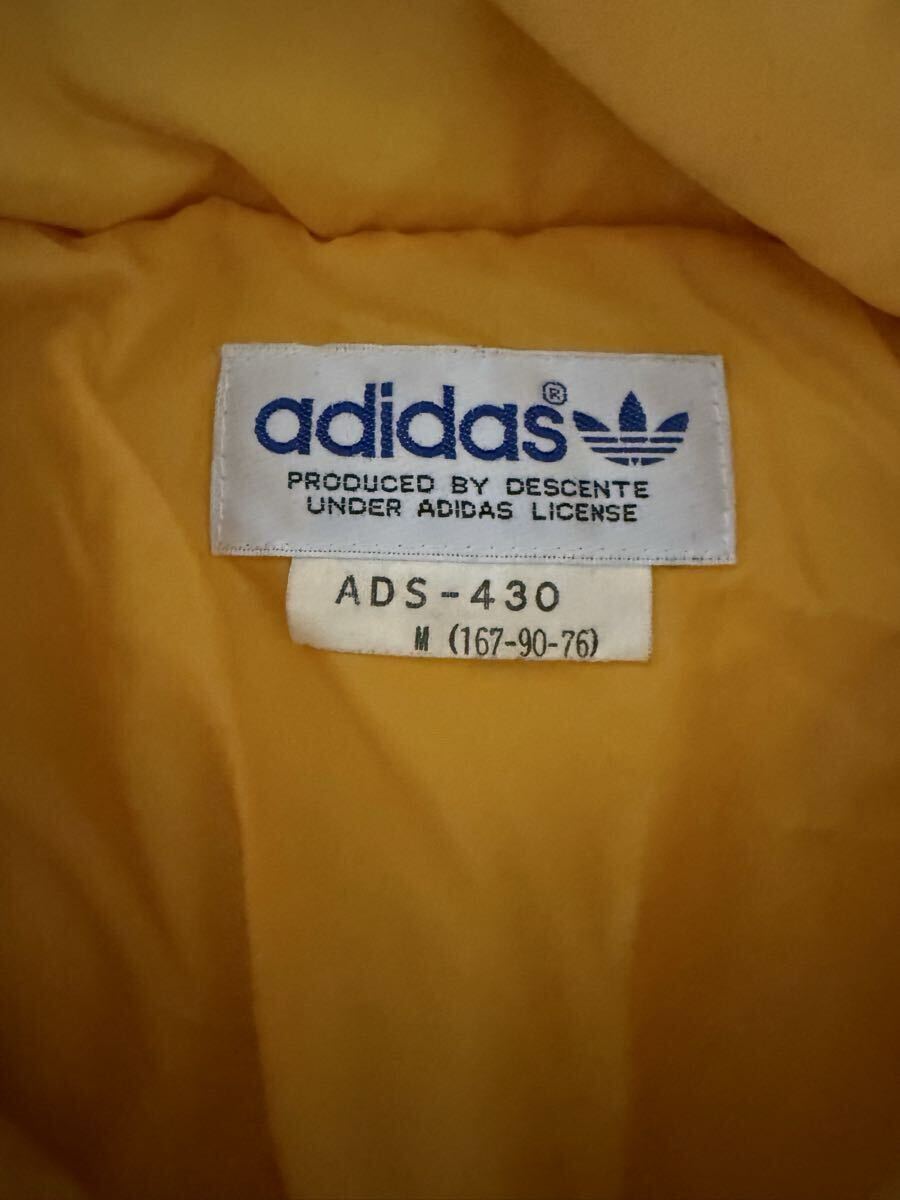 adidas®
PRODUCED BY DESCENTE
UNDER ADIDAS LICENSE
ADS-430
M (167-90-76)